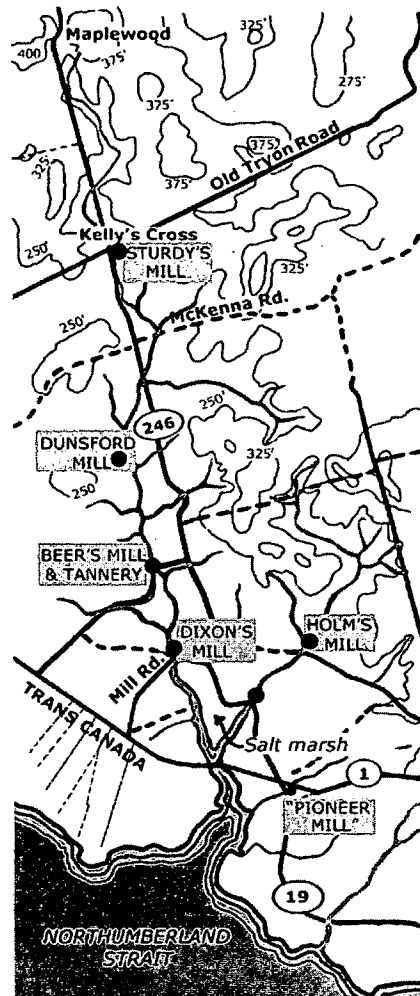 Maplewood
325'
400
375'
375'
275'
375'
375'
325'
375'
Old Tryon Road
250'
Kelly's Cross
STURDY'S
MILL
325'
McKenna Rd.
250'
250'
246
DUNSFORD
MILL
325'
250
BEER'S MILL
& TANNERY
DIXON'S
MILL
HOLM'S
MILL
Mill Rd.
TRANS CANADA
Salt marsh
1
"PIONEER
MILL"
19
NORTHUMBERLAND
STRAIT